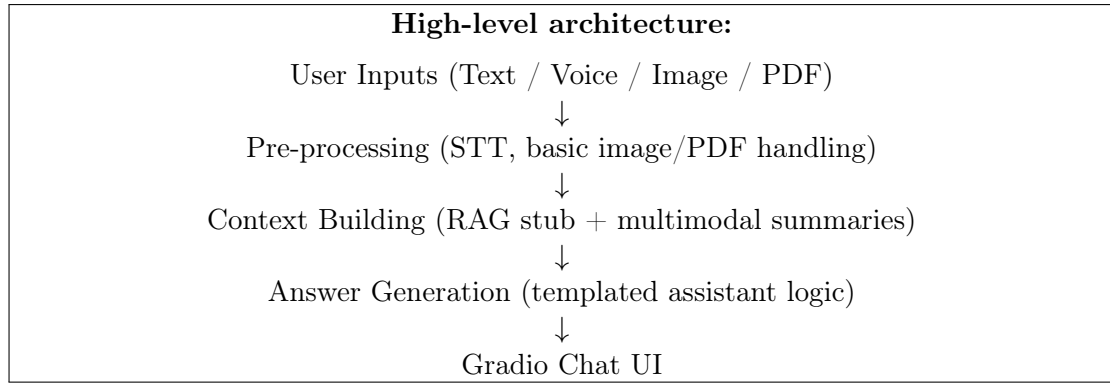 High-level architecture:
User Inputs (Text / Voice / Image / PDF)
↓
Pre-processing (STT, basic image/PDF handling)
↓
Context Building (RAG stub + multimodal summaries)
↓
Answer Generation (templated assistant logic)
↓
Gradio Chat UI